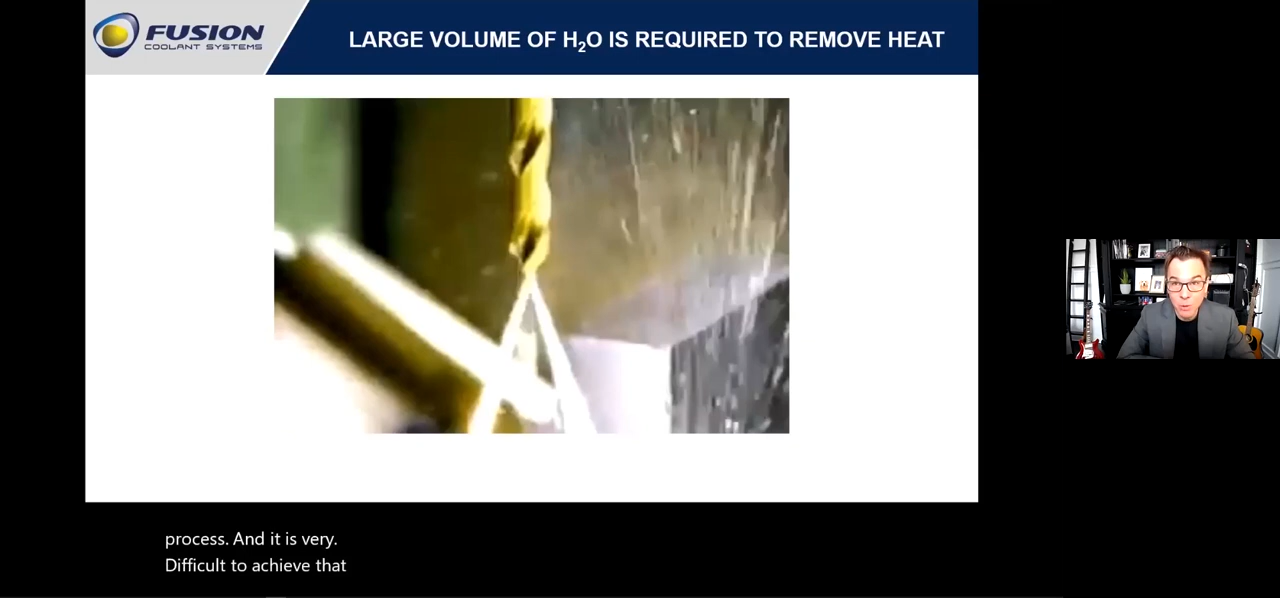 FUSION
COOLANT SYSTEMS
LARGE VOLUME OF H₂O IS REQUIRED TO REMOVE HEAT
process. And it is very.
Difficult to achieve that